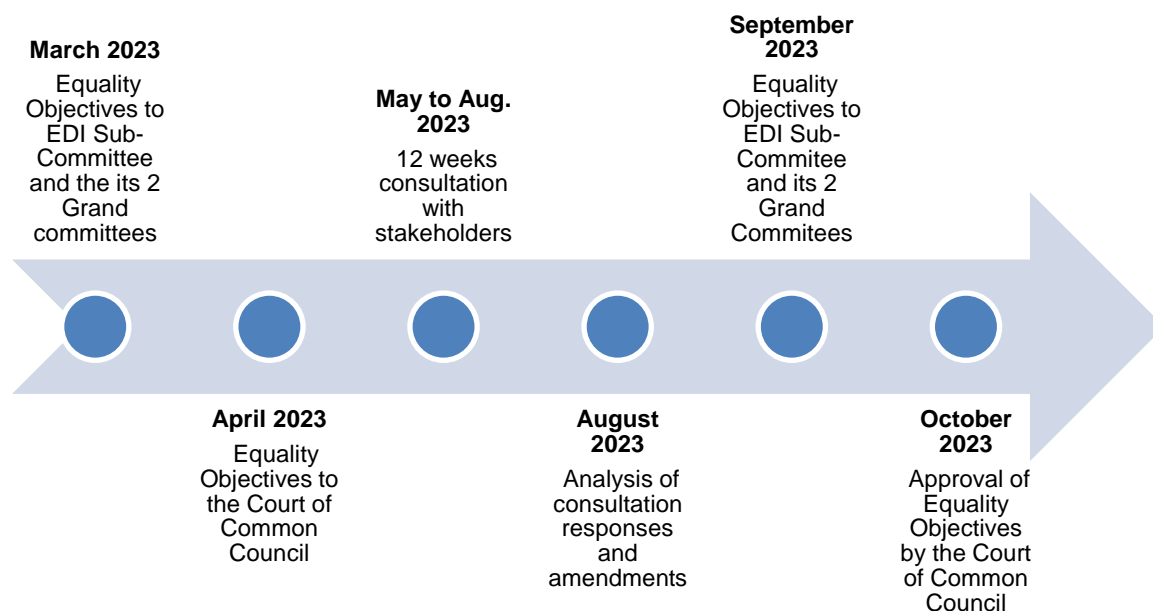 March 2023
Equality
Objectives to
EDI Sub-
Committee
and the its 2
Grand
committees
April 2023
Equality
Objectives to
the Court of
Common
Council
May to Aug.
2023
12 weeks
consultation
with
stakeholders
August
2023
Analysis of
consultation
responses
and
amendments
September
2023
Equality
Objectives to
EDI Sub-
Commitee
and its 2
Grand
Commitees
October
2023
Approval of
Equality
Objectives
by the Court
of Common
Council